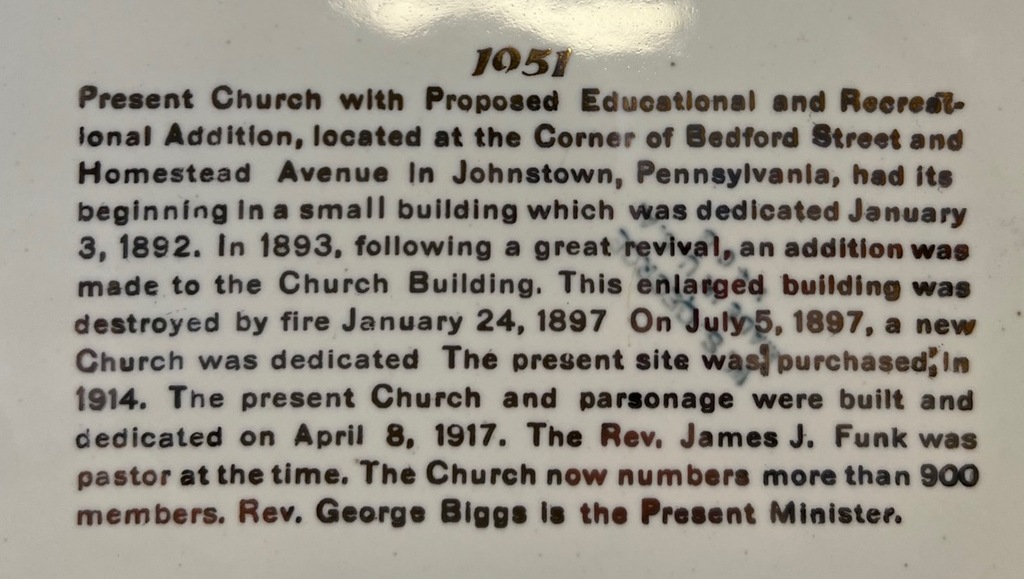 1951
Present Church with Proposed Educational and Recreat-
ional Addition, located at the Corner of Bedford Street and
Homestead Avenue in Johnstown, Pennsylvania, had its
beginning in a small building which was dedicated January
3, 1892. In 1893, following a great revival, an addition was
made to the Church Building. This enlarged building was
destroyed by fire January 24, 1897 On July 5, 1897, a new
Church was dedicated The present site was purchased in
1914. The present Church and parsonage were built and
dedicated on April 8, 1917. The Rev. James J. Funk was
pastor at the time. The Church now numbers more than 900
members. Rev. George Biggs is the Present Minister.